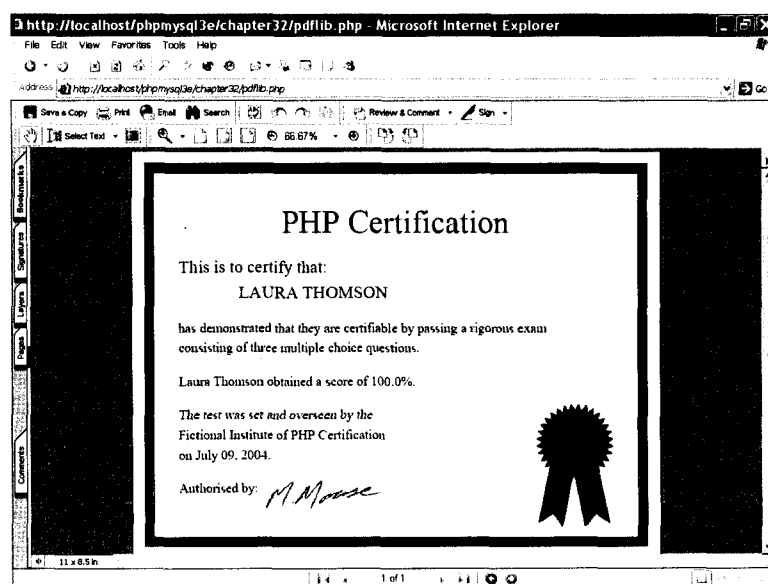 http://localhost/phpmysql3e/chapter32/pdflib.php - Microsoft Internet Explorer
File Edit View Favorites Tools Help
Address http://localhost/phpmysql3e/chapter32/pdflib.php Go
Save a Copy Print Email Search Review & Comment Sign
Select Text 66.67%
Bookmarks
Signatures
Layers
Pages
Comments
PHP Certification
This is to certify that:
LAURA THOMSON
has demonstrated that they are certifiable by passing a rigorous exam
consisting of three multiple choice questions.
Laura Thomson obtained a score of 100.0%.
The test was set and overseen by the
Fictional Institute of PHP Certification
on July 09, 2004.
Authorised by: M Mouse
11 x 8.5 in
1 of 1